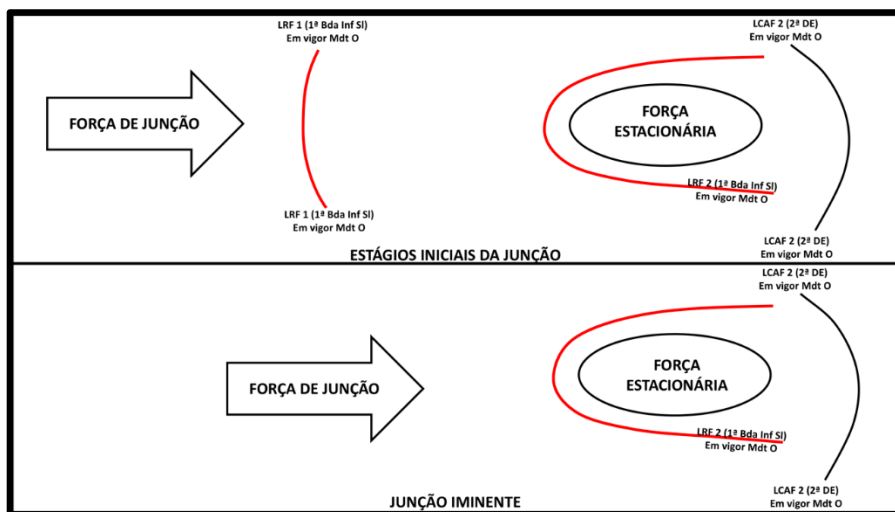 LRF 1 (1ª Bda Inf Sl)
Em vigor Mdt O
LCAF 2 (2ª DE)
Em vigor Mdt O
FORÇA DE JUNÇÃO
FORÇA
ESTACIONÁRIA
LRF 2 (1ª Bda Inf Sl)
Em vigor Mdt O
LRF 1 (1ª Bda Inf Sl)
Em vigor Mdt O
LCAF 2 (2ª DE)
Em vigor Mdt O
ESTÁGIOS INICIAIS DA JUNÇÃO
LCAF 2 (2ª DE)
Em vigor Mdt O
FORÇA DE JUNÇÃO
FORÇA
ESTACIONÁRIA
LRF 2 (1ª Bda Inf Sl)
Em vigor Mdt O
LCAF 2 (2ª DE)
Em vigor Mdt O
JUNÇÃO IMINENTE